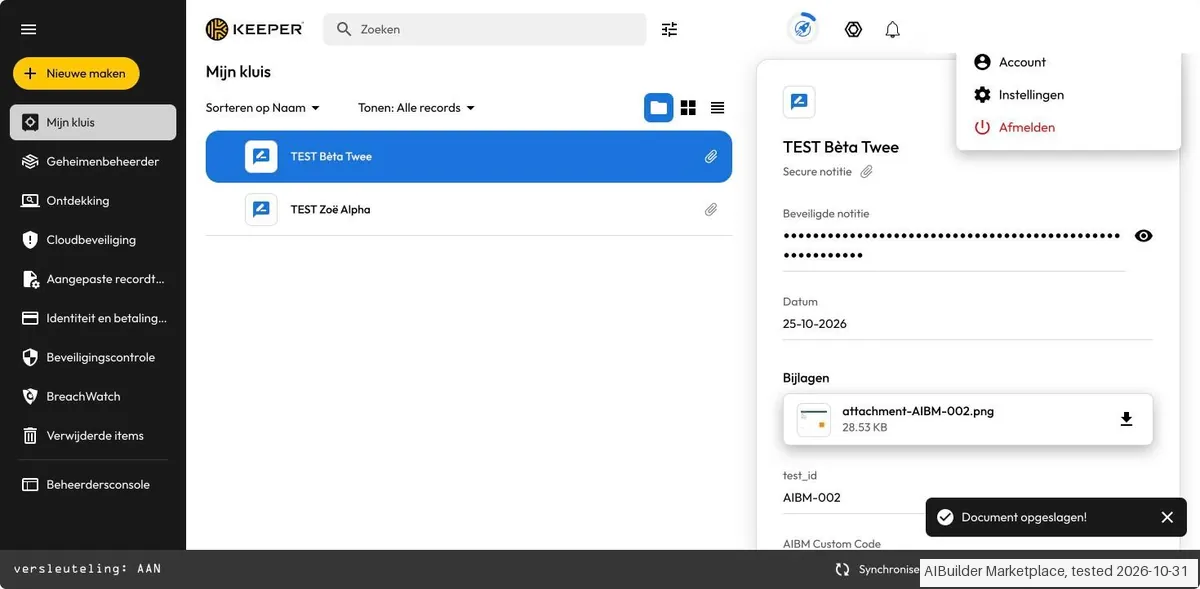 KEEPER
Zoeken
Nieuwe maken
Mijn kluis
Geheimenbeheerder
Ontdekking
Cloudbeveiliging
Aangepaste recordt...
Identiteit en betaling...
Beveiligingscontrole
BreachWatch
Verwijderde items
Beheerdersconsole
Mijn kluis
Sorteren op Naam
Tonen: Alle records
TEST Bèta Twee
TEST Zoë Alpha
Account
Instellingen
Afmelden
TEST Bèta Twee
Secure notitie
Beveiligde notitie
••••••••••••••••••••••••••••••••••••••••••••••
•••••••••••
Datum
25-10-2026
Bijlagen
attachment-AIBM-002.png
28.53 KB
test_id
AIBM-002
AIBM Custom Code
Document opgeslagen!
versleuteling: AAN
Synchronise
AIBuilder Marketplace, tested 2026-10-31